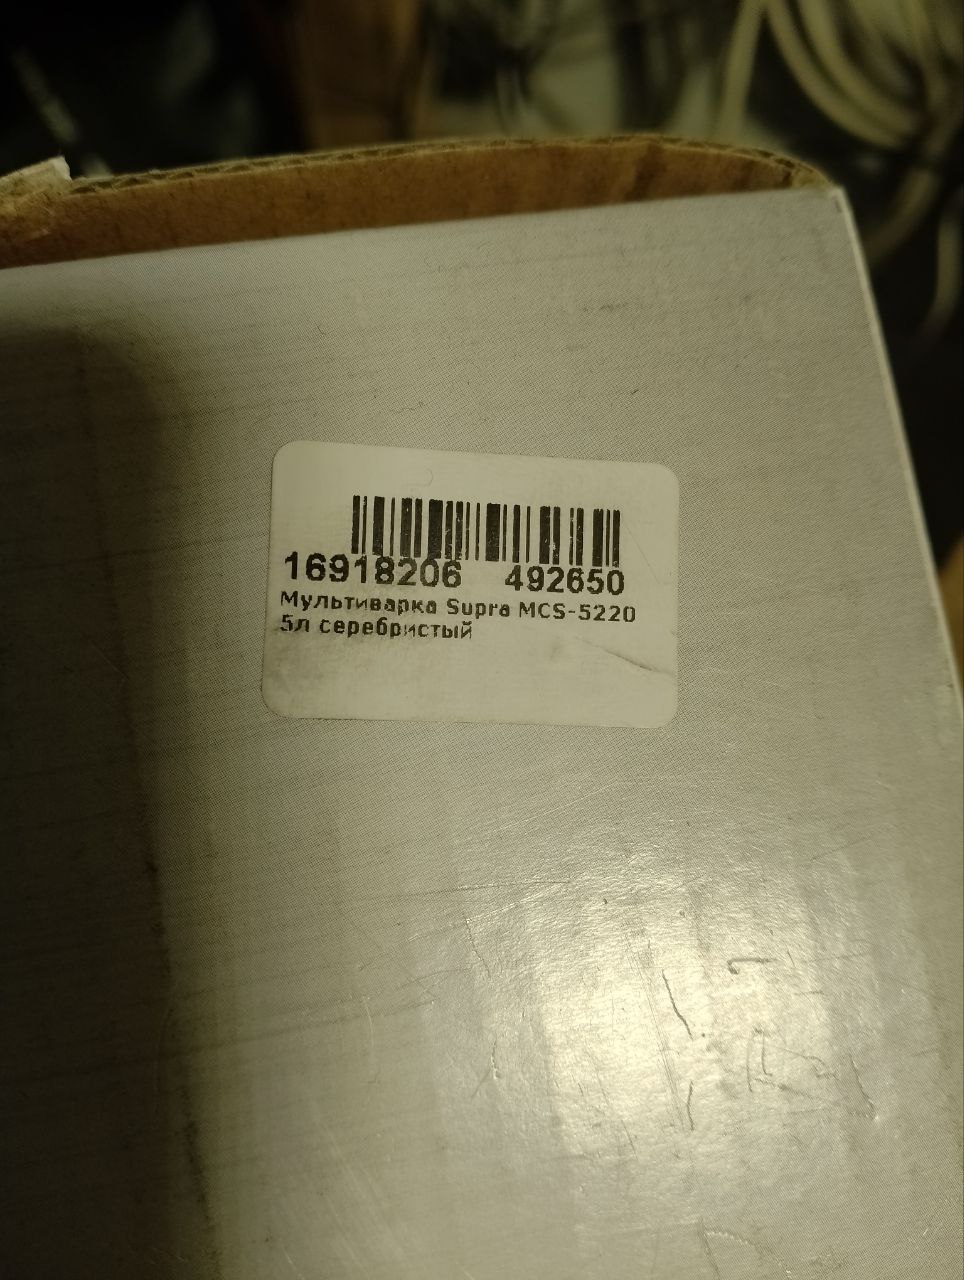 16918206 492650
Мультиварка Supra MCS-5220
5л серебристый